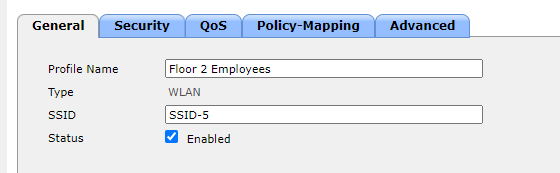 General Security QoS Policy-Mapping Advanced
Profile Name Floor 2 Employees
Type WLAN
SSID SSID-5
Status Enabled